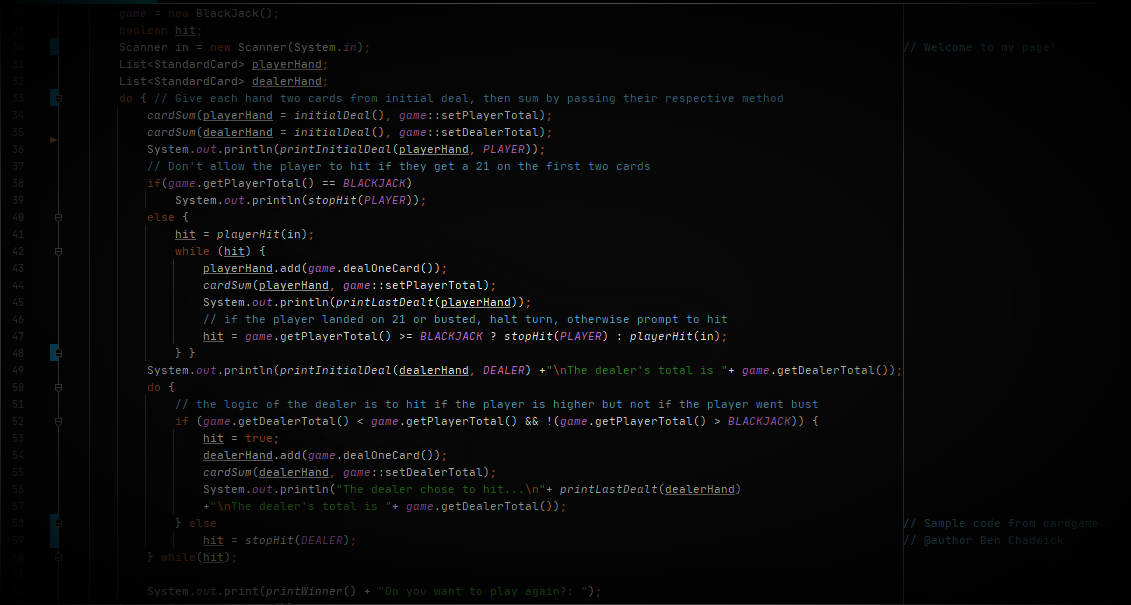 game = new BlackJack();
29 boolean hit;
30 Scanner in = new Scanner(System.in); // Welcome to my page!
31 List<StandardCard> playerHand;
32 List<StandardCard> dealerHand;
33 do { // Give each hand two cards from initial deal, then sum by passing their respective method
34 cardSum(playerHand = initialDeal(), game::setPlayerTotal);
35 cardSum(dealerHand = initialDeal(), game::setDealerTotal);
36 System.out.println(printInitialDeal(playerHand, PLAYER));
37 // Don't allow the player to hit if they get a 21 on the first two cards
38 if(game.getPlayerTotal() == BLACKJACK)
39 System.out.println(stopHit(PLAYER));
40 else {
41 hit = playerHit(in);
42 while (hit) {
43 playerHand.add(game.dealOneCard());
44 cardSum(playerHand, game::setPlayerTotal);
45 System.out.println(printLastDealt(playerHand));
46 // if the player landed on 21 or busted, halt turn, otherwise prompt to hit
47 hit = game.getPlayerTotal() >= BLACKJACK ? stopHit(PLAYER) : playerHit(in);
48 } }
49 System.out.println(printInitialDeal(dealerHand, DEALER) +"\nThe dealer's total is "+ game.getDealerTotal());
50 do {
51 // the logic of the dealer is to hit if the player is higher but not if the player went bust
52 if (game.getDealerTotal() < game.getPlayerTotal() && !(game.getPlayerTotal() > BLACKJACK)) {
53 hit = true;
54 dealerHand.add(game.dealOneCard());
55 cardSum(dealerHand, game::setDealerTotal);
56 System.out.println("The dealer chose to hit...\n"+ printLastDealt(dealerHand)
57 +"\nThe dealer's total is "+ game.getDealerTotal());
58 } else // Sample code from cardgame
59 hit = stopHit(DEALER); // @author Ben Chadwick
60 } while(hit);
System.out.print(printWinner() + "Do you want to play again?: ");